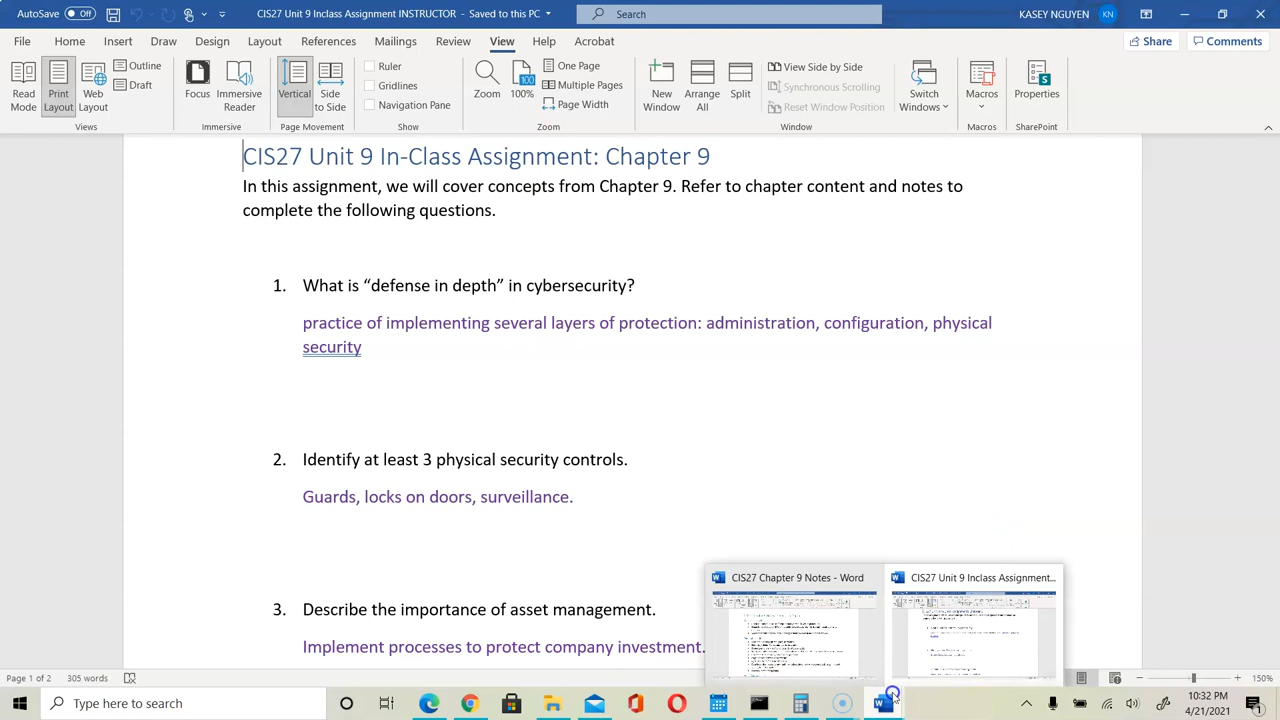 AutoSave Off CIS27 Unit 9 Inclass Assignment - Saved to this PC Search KASEY NGUYEN KN
File Home Insert Draw Design Layout References Mailings Review View Help Acrobat Share Comments
Read Mode Print Layout Web Layout Outline Draft
Views
Focus Immersive Reader
Immersive
Vertical Side to Side
Page Movement
Ruler
Gridlines
Navigation Pane
Show
Zoom 100% One Page
Multiple Pages
Page Width
Zoom
New Window Arrange All Split View Side by Side
Synchronous Scrolling
Reset Window Position
Window
Switch Windows
Macros
Macros
Properties
SharePoint
CIS27 Unit 9 In-Class Assignment: Chapter 9
In this assignment, we will cover concepts from Chapter 9. Refer to chapter content and notes to
complete the following questions.
1. What is “defense in depth” in cybersecurity?
practice of implementing several layers of protection: administration, configuration, physical
security
2. Identify at least 3 physical security controls.
Guards, locks on doors, surveillance.
3. Describe the importance of asset management.
Implement processes to protect company investment.
CIS27 Chapter 9 Notes - Word
CIS27 Unit 9 Inclass Assignment...
Page 1 of words 150%
Type here to search
10:32 PM
4/21/2021